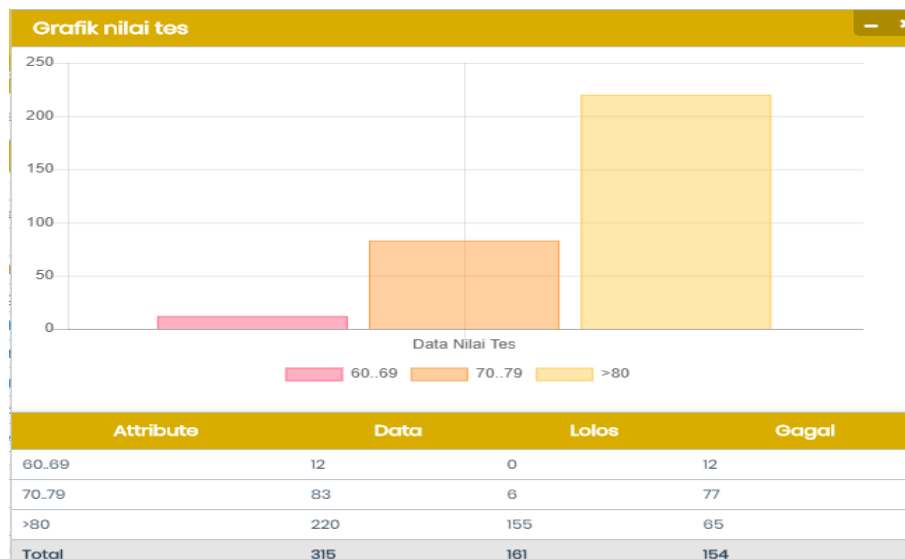 Grafik nilai tes
250
200
150
100
50
0
Data Nilai Tes
60..69 70..79 >80
Attribute Data Lolos Gagal
60..69 12 0 12
70..79 83 6 77
>80 220 155 65
Total 315 161 154